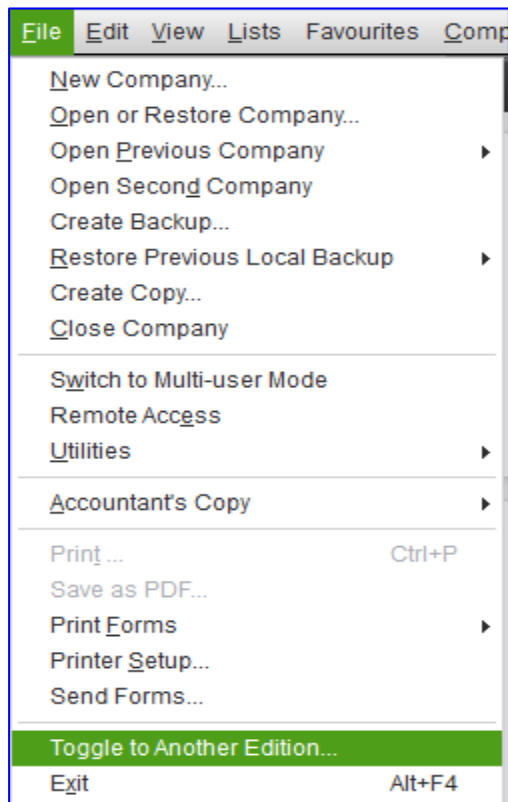 File Edit View Lists Favourites Comp
New Company...
Open or Restore Company...
Open Previous Company
Open Second Company
Create Backup...
Restore Previous Local Backup
Create Copy...
Close Company
Switch to Multi-user Mode
Remote Access
Utilities
Accountant's Copy
Print ... Ctrl+P
Save as PDF...
Print Forms
Printer Setup...
Send Forms...
Toggle to Another Edition...
Exit Alt+F4